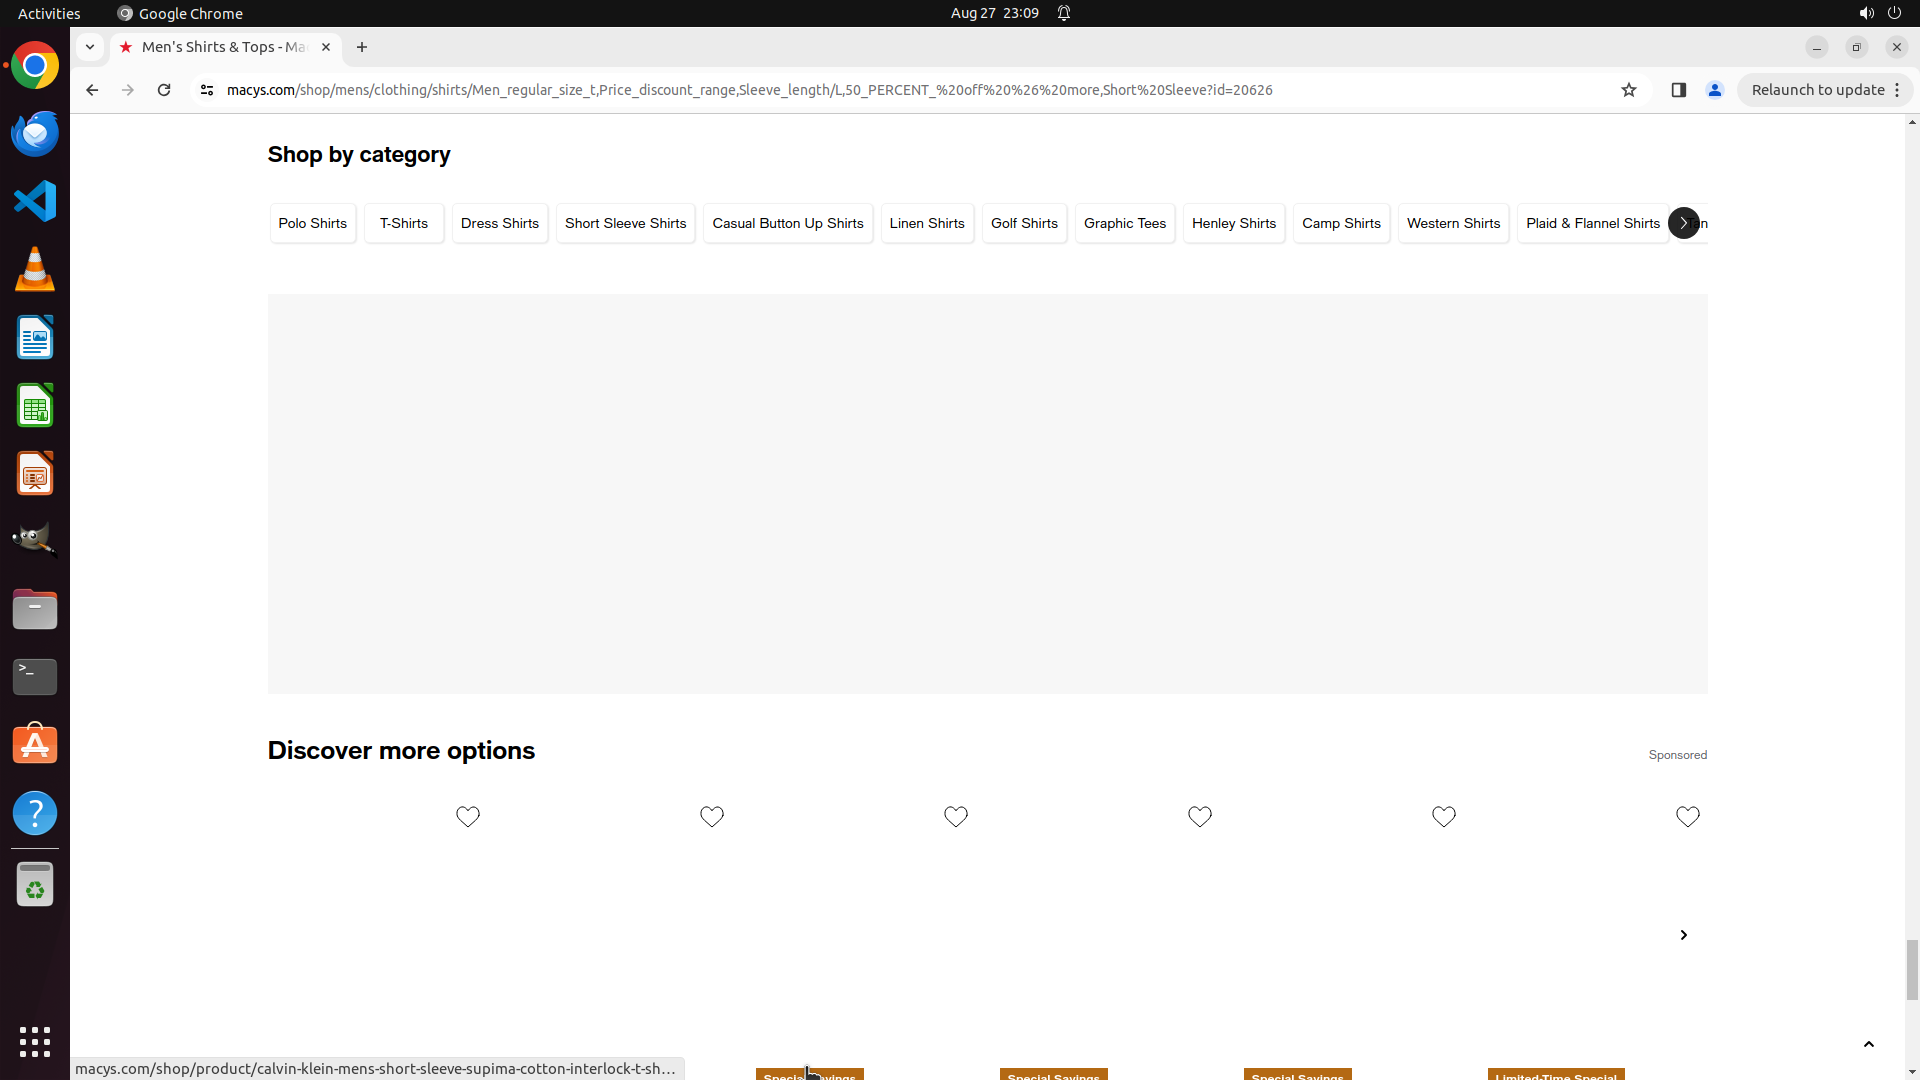 Activities
Google Chrome
Aug 27 23:09
Men's Shirts & Tops - Ma
macys.com/shop/mens/clothing/shirts/Men_regular_size_t,Price_discount_range,Sleeve_length/L,50_PERCENT_%20off%20%26%20more,Short%20Sleeve?id=20626
Relaunch to update
Shop by category
Polo Shirts
T-Shirts
Dress Shirts
Short Sleeve Shirts
Casual Button Up Shirts
Linen Shirts
Golf Shirts
Graphic Tees
Henley Shirts
Camp Shirts
Western Shirts
Plaid & Flannel Shirts
Discover more options
Sponsored
Special Savings
Special Savings
Special Savings
Limited-Time Special
macys.com/shop/product/calvin-klein-mens-short-sleeve-supima-cotton-interlock-t-sh...